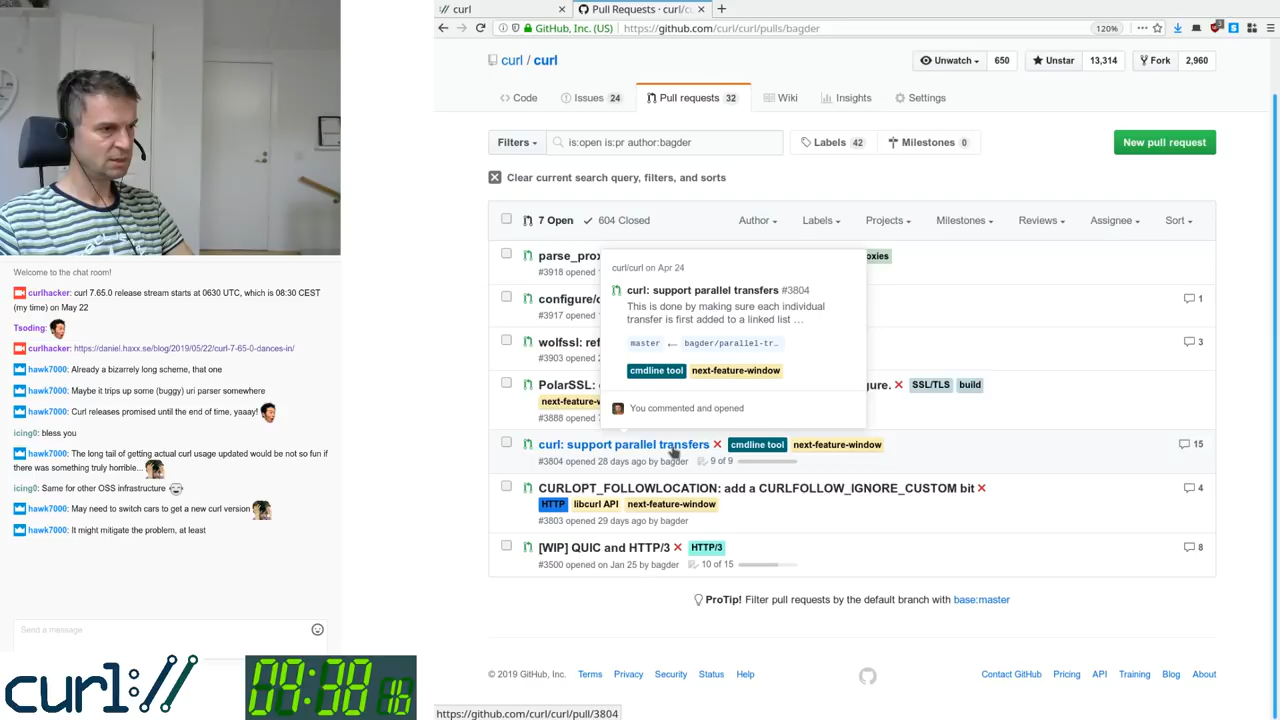 curl
Pull Requests · curl/c
GitHub, Inc. (US)
https://github.com/curl/curl/pulls/bagder
120%
curl / curl
Unwatch 650
Unstar 13,314
Fork 2,960
Code
Issues 24
Pull requests 32
Wiki
Insights
Settings
Filters
is:open is:pr author:bagder
Labels 42
Milestones 0
New pull request
Clear current search query, filters, and sorts
7 Open
604 Closed
Author
Labels
Projects
Milestones
Reviews
Assignee
Sort
parse_prox
oxies
#3918 opened
configure/c
1
#3917 opened
wolfssl: ref
3
#3903 opened
PolarSSL:
gure.
SSL/TLS
build
next-feature-w
#3888 opened
curl/curl on Apr 24
curl: support parallel transfers #3804
This is done by making sure each individual
transfer is first added to a linked list ...
master
bagder/parallel-tr…
cmdline tool
next-feature-window
You commented and opened
curl: support parallel transfers
cmdline tool
next-feature-window
15
#3804 opened 28 days ago by bagder
9 of 9
CURLOPT_FOLLOWLOCATION: add a CURLFOLLOW_IGNORE_CUSTOM bit
4
HTTP
libcurl API
next-feature-window
#3803 opened 29 days ago by bagder
[WIP] QUIC and HTTP/3
HTTP/3
8
#3500 opened on Jan 25 by bagder
10 of 15
ProTip! Filter pull requests by the default branch with base:master
© 2019 GitHub, Inc.
Terms
Privacy
Security
Status
Help
Contact GitHub
Pricing
API
Training
Blog
About
https://github.com/curl/curl/pull/3804
Welcome to the chat room!
curlhacker: curl 7.65.0 release stream starts at 0630 UTC, which is 08:30 CEST
(my time) on May 22
Tsoding:
curlhacker: https://daniel.haxx.se/blog/2019/05/22/curl-7-65-0-dances-in/
hawk7000: Already a bizarrely long scheme, that one
hawk7000: Maybe it trips up some (buggy) uri parser somewhere
hawk7000: Curl releases promised until the end of time, yaaay!
icing0: bless you
hawk7000: The long tail of getting actual curl usage updated would be not so fun if
there was something truly horrible...
icing0: Same for other OSS infrastructure
hawk7000: May need to switch cars to get a new curl version
hawk7000: It might mitigate the problem, at least
Send a message
curl://